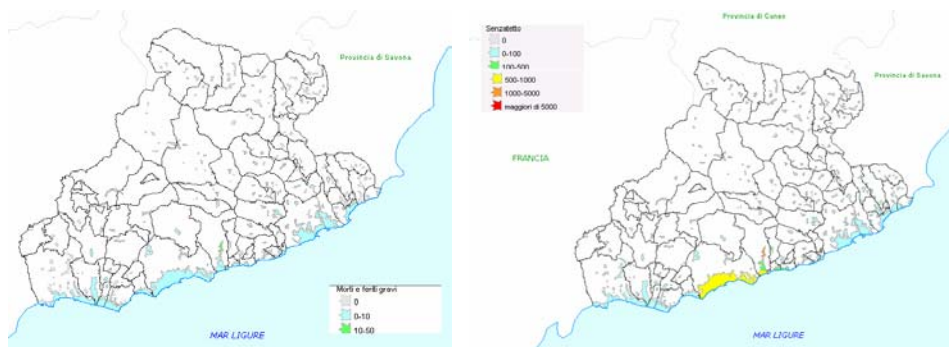 Provincia di Savona
Morti e feriti gravi
0
0-10
10-50
MAR LIGURE
Provincia di Cuneo
Senzatetto
0
0-100
100-500
500-1000
1000-5000
maggiori di 5000
Provincia di Savona
FRANCIA
MAR LIGURE